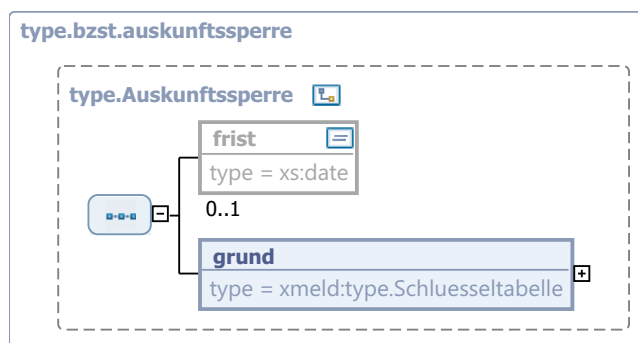 type.bzst.auskunftssperre
type.Auskunftssperre
frist
type = xs:date
0..1
grund
type = xmeld:type.Schluesseltabelle